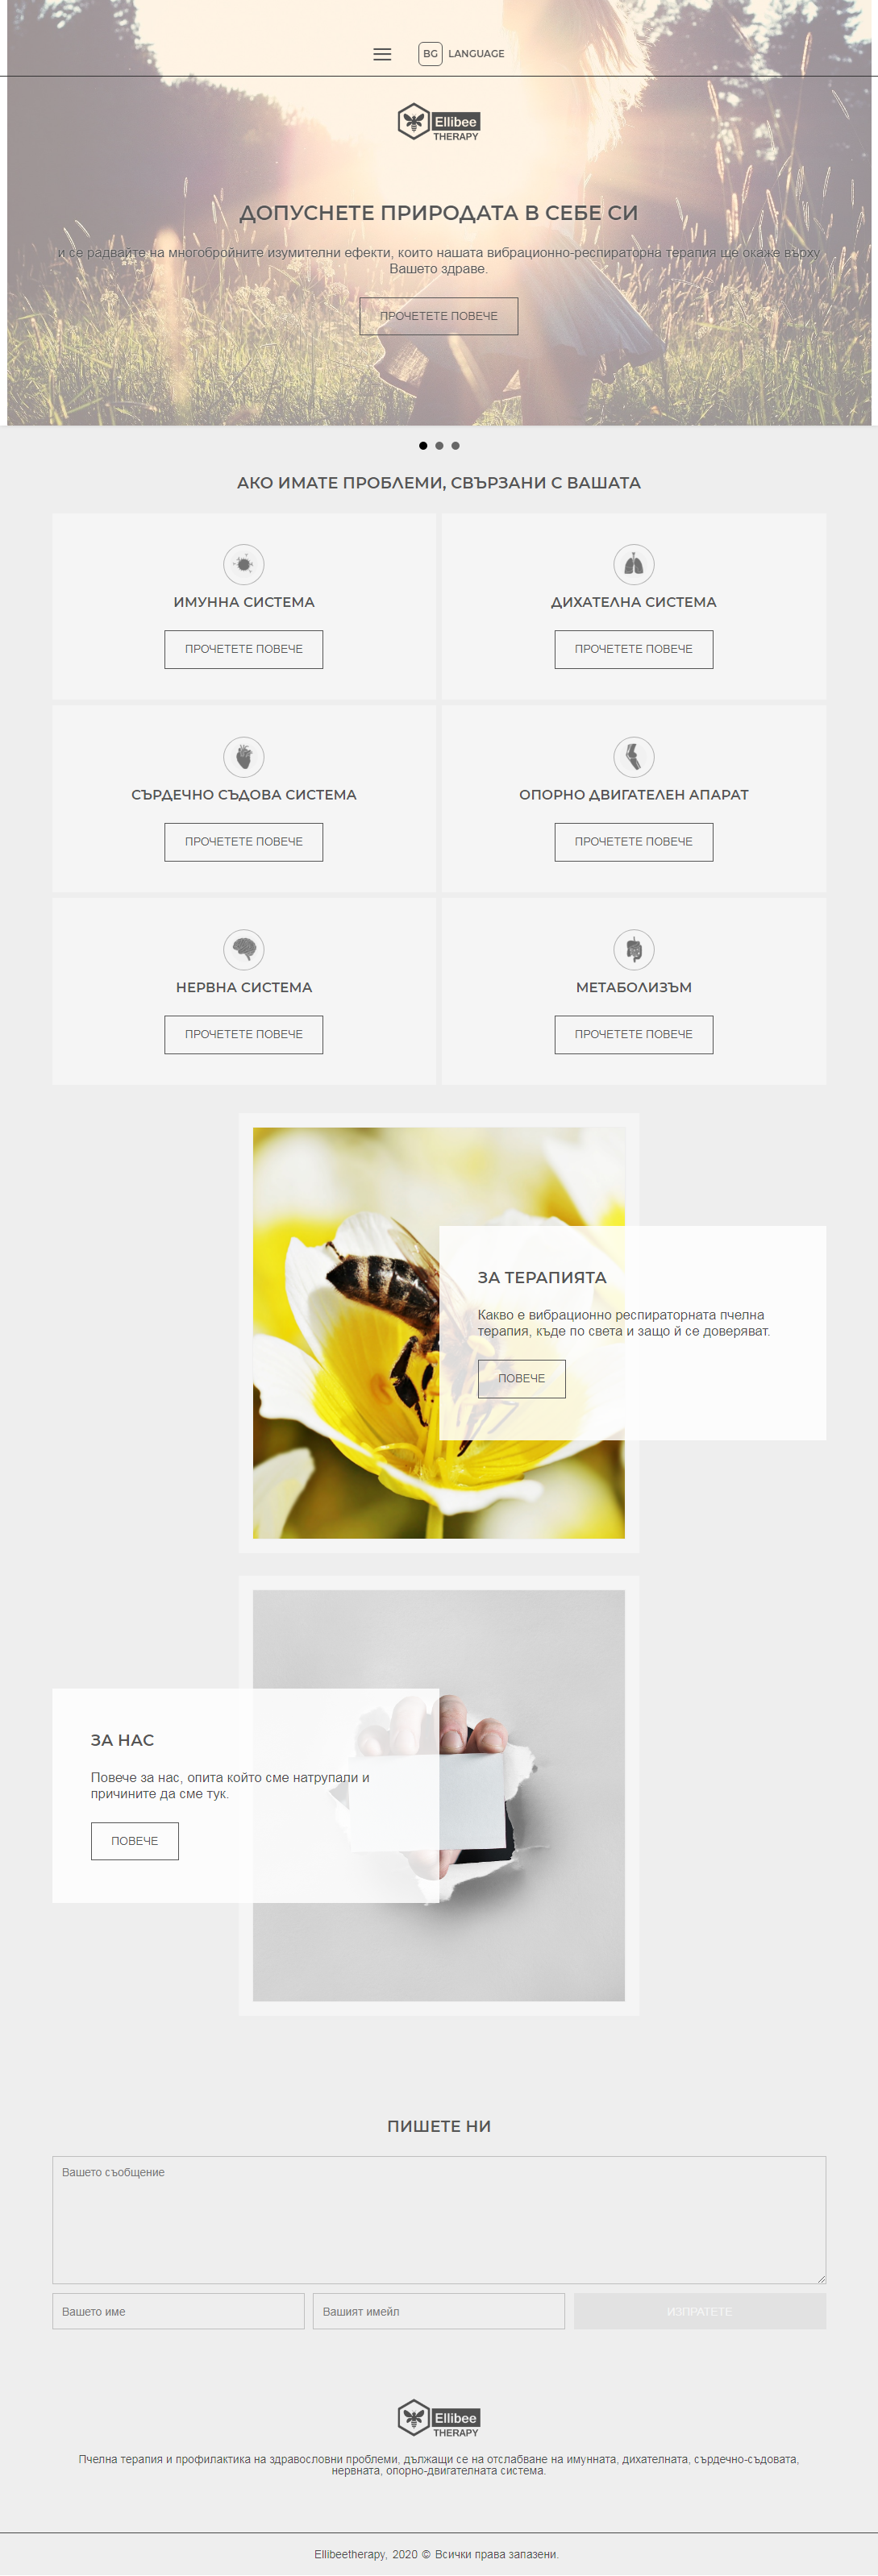 BG LANGUAGE
Ellibee
THERAPY
ДОПУСНЕТЕ ПРИРОДАТА В СЕБЕ СИ
и се радвайте на многобройните изумителни ефекти, които нашата вибрационно-респираторна терапия ще окаже върху
Вашето здраве.
ПРОЧЕТЕТЕ ПОВЕЧЕ
АКО ИМАТЕ ПРОБЛЕМИ, СВЪРЗАНИ С ВАШАТА
ИМУННА СИСТЕМА
ПРОЧЕТЕТЕ ПОВЕЧЕ
ДИХАТЕЛНА СИСТЕМА
ПРОЧЕТЕТЕ ПОВЕЧЕ
СЪРДЕЧНО СЪДОВА СИСТЕМА
ПРОЧЕТЕТЕ ПОВЕЧЕ
ОПОРНО ДВИГАТЕЛЕН АПАРАТ
ПРОЧЕТЕТЕ ПОВЕЧЕ
НЕРВНА СИСТЕМА
ПРОЧЕТЕТЕ ПОВЕЧЕ
МЕТАБОЛИЗЪМ
ПРОЧЕТЕТЕ ПОВЕЧЕ
ЗА ТЕРАПИЯТА
Какво е вибрационно респираторната пчелна
терапия, къде по света и защо й се доверяват.
ПОВЕЧЕ
ЗА НАС
Повече за нас, опита който сме натрупали и
причините да сме тук.
ПОВЕЧЕ
ПИШЕТЕ НИ
Вашето съобщение
Вашето име
Вашият имейл
ИЗПРАТЕТЕ
Ellibee
THERAPY
Пчелна терапия и профилактика на здравословни проблеми, дължащи се на отслабване на имунната, дихателната, сърдечно-съдовата,
нервната, опорно-двигателната система.
Ellibeetherapy, 2020 © Всички права запазени.